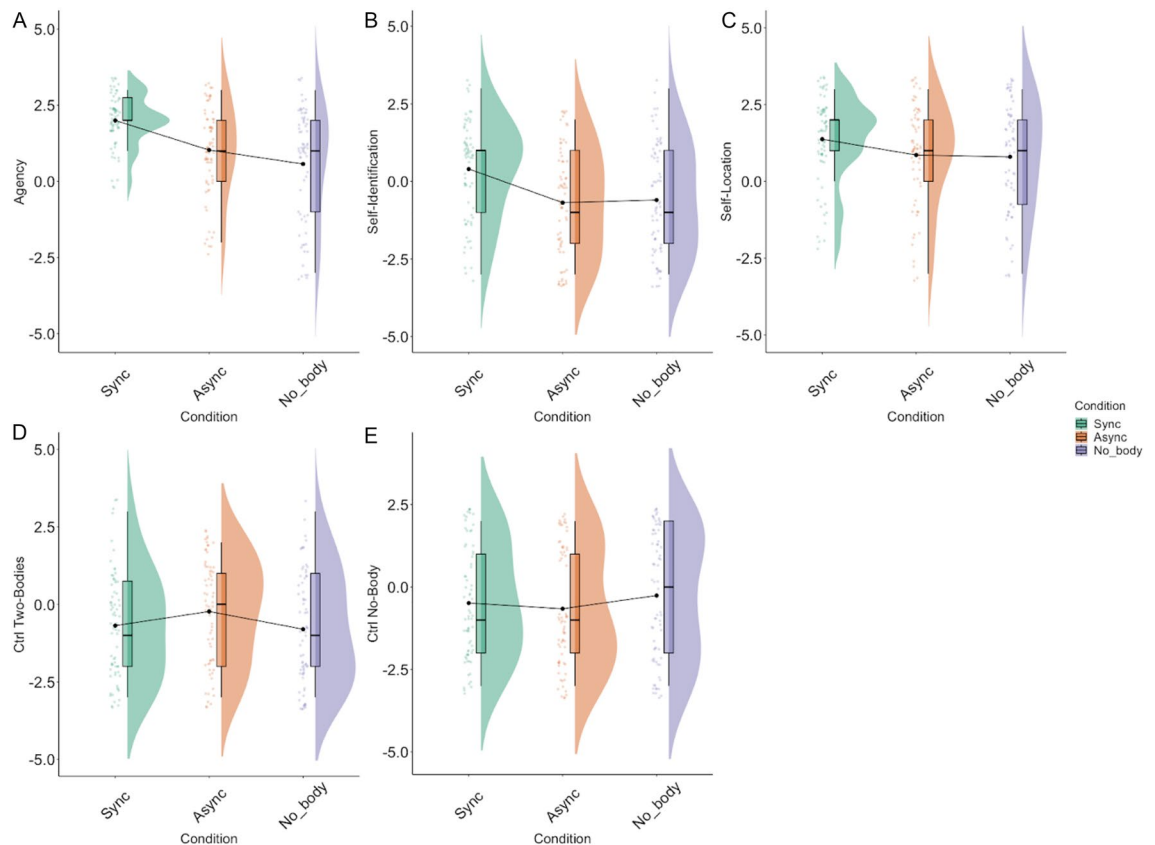 A
5.0
2.5
0.0
-2.5
-5.0
Agency
Sync
Async
No_body
Condition
B
5.0
2.5
0.0
-2.5
-5.0
Self-Identification
Sync
Async
No_body
Condition
C
5.0
2.5
0.0
-2.5
-5.0
Self-Location
Sync
Async
No_body
Condition
Condition
Sync
Async
No_body
D
5.0
2.5
0.0
-2.5
-5.0
Ctrl Two-Bodies
Sync
Async
No_body
Condition
E
2.5
0.0
-2.5
-5.0
Ctrl No-Body
Sync
Async
No_body
Condition